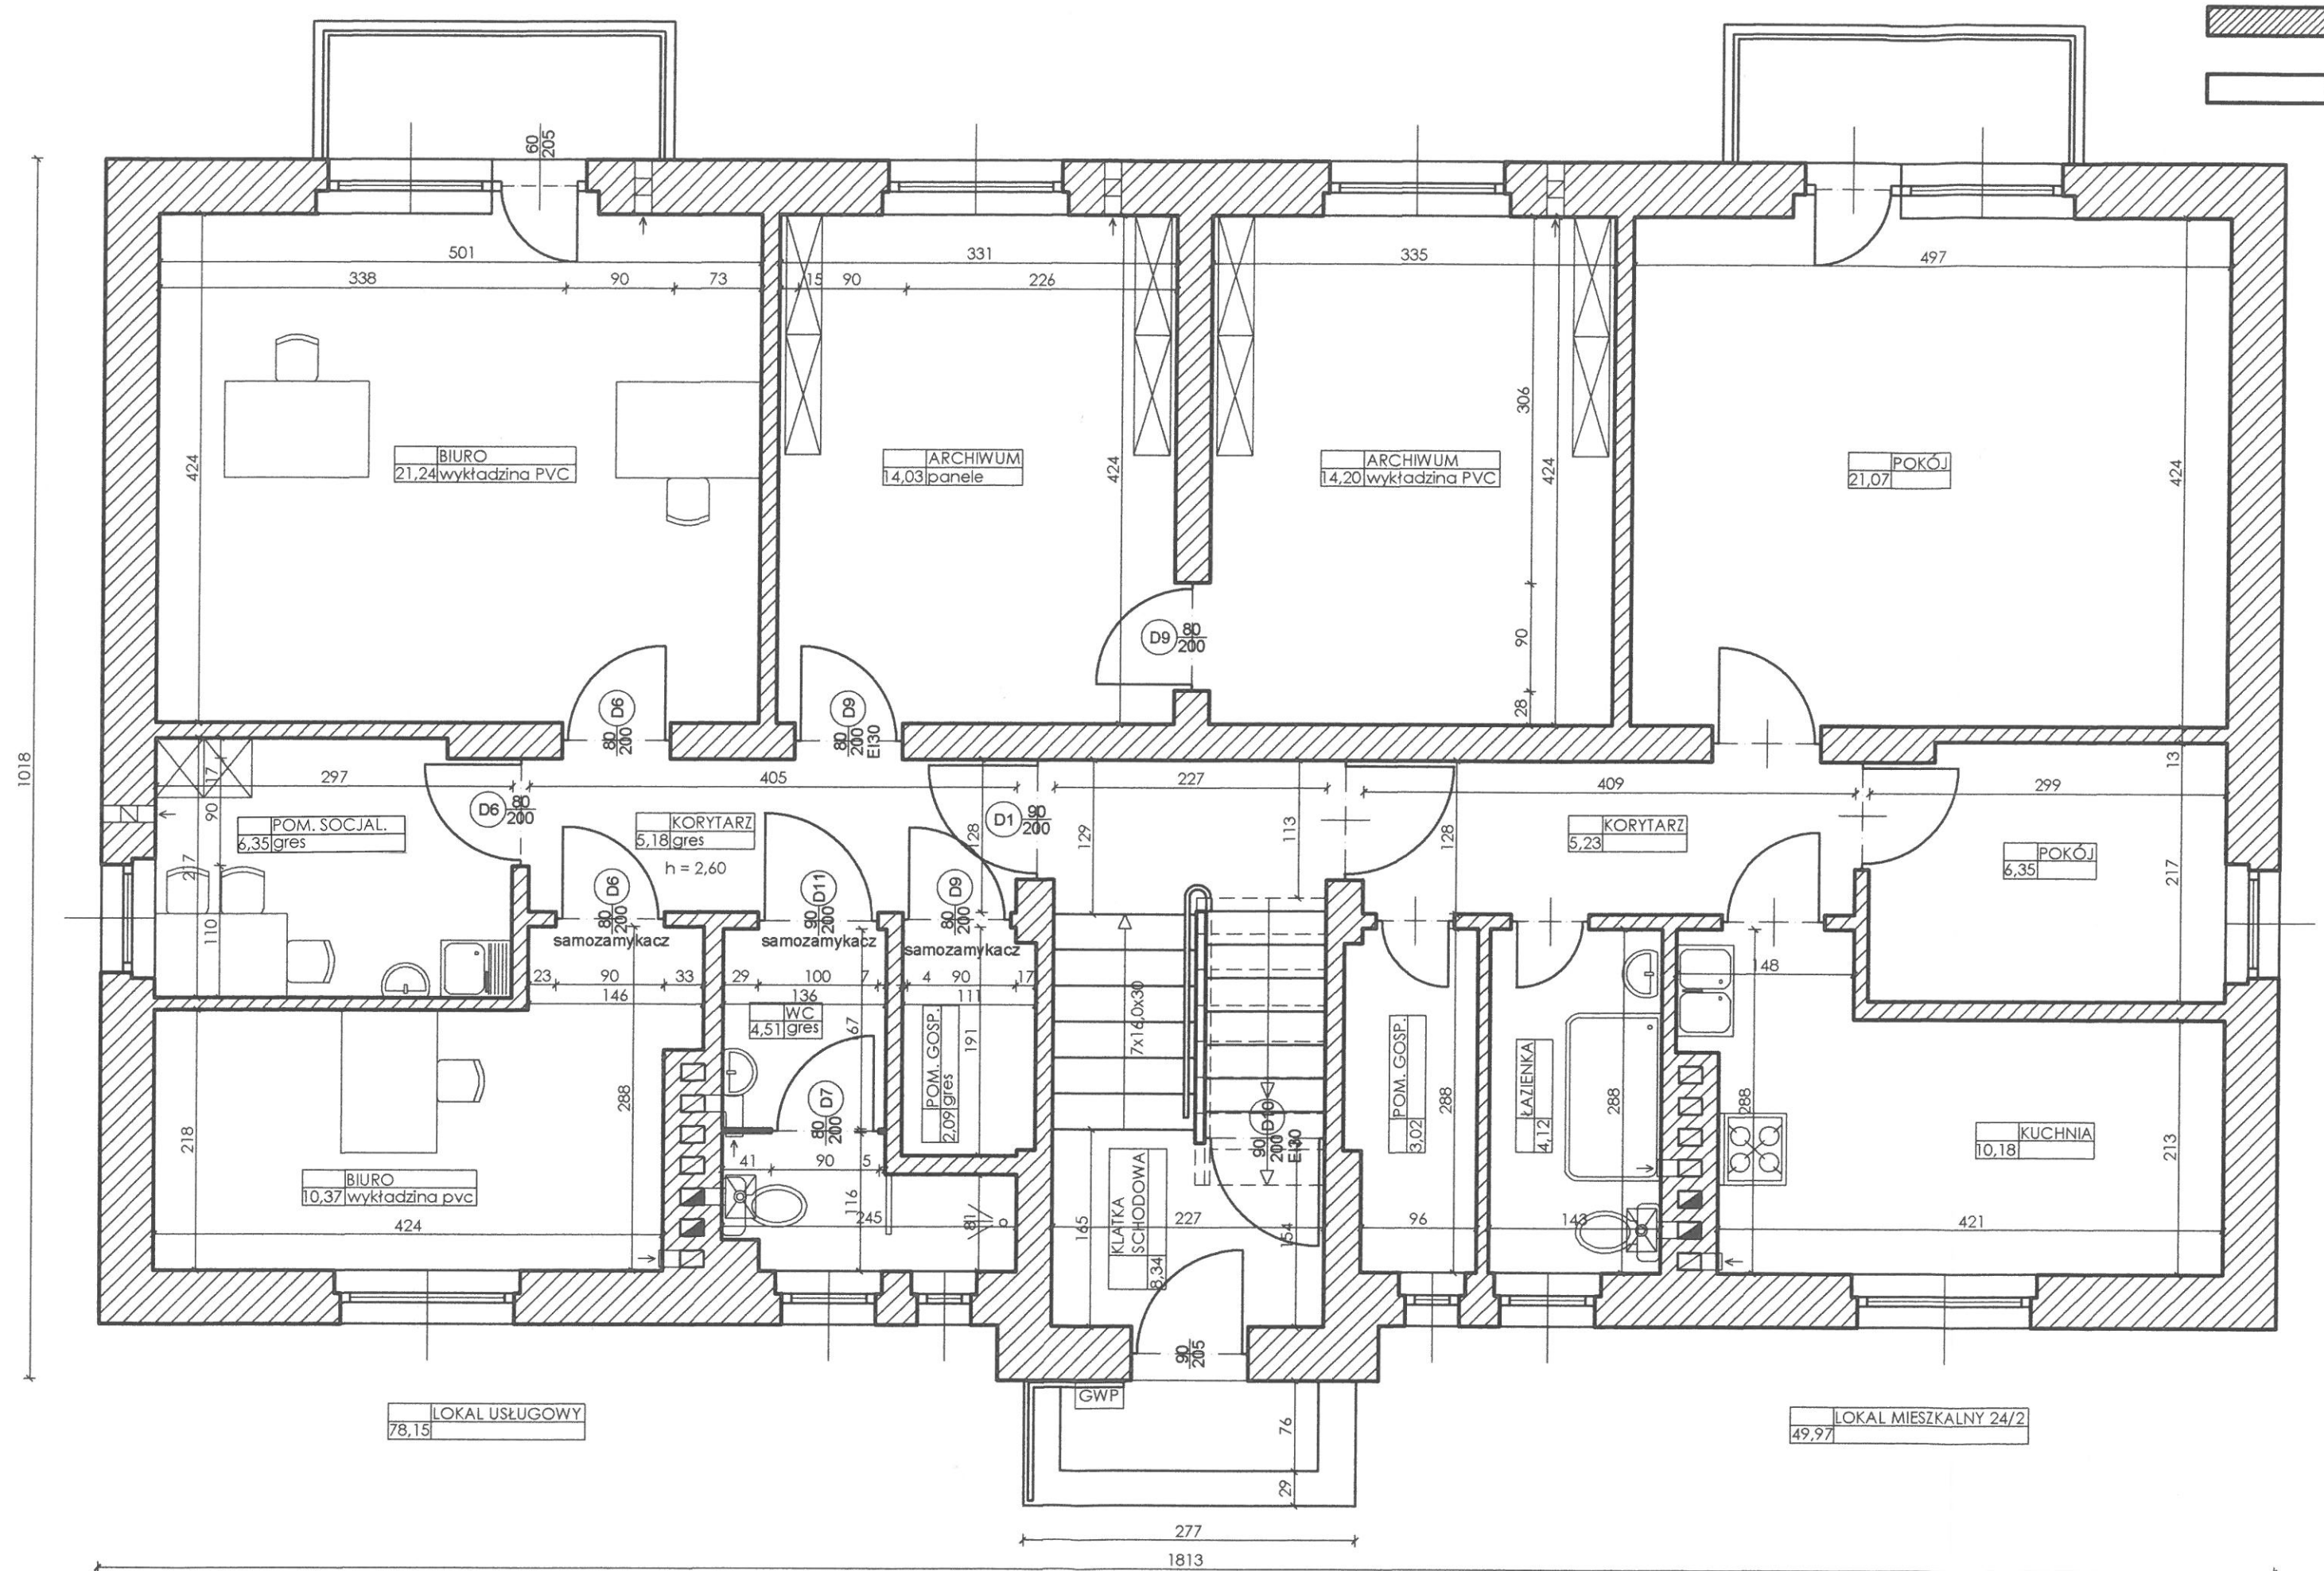 60
205
501
338
90
73
331
15
90
226
335
497
424
BIURO
21,24 wykładzina PVC
ARCHIWUM
14,03 panele
424
ARCHIWUM
14,20 wykładzina PVC
306
424
90
28
POKÓJ
21,07
424
D9 80
200
D6
80
200
D9
80
200
EI30
1018
297
17
90
217
110
POM. SOCJAL.
6,35 gres
D6 80
200
405
KORYTARZ
5,18 gres
h = 2,60
D1 90
200
128
129
227
113
128
409
KORYTARZ
5,23
299
13
POKÓJ
6,35
217
D6
80
200
samozamykacz
D11
90
200
samozamykacz
D9
80
200
samozamykacz
23
90
33
146
29
100
7
136
4
90
17
111
WC
4,51 gres
67
191
POM. GOSP.
2,09 gres
7x16,0x30
D7
80
200
41
90
5
116
245
81
218
288
BIURO
10,37 wykładzina pvc
424
165
KLATKA
SCHODOWA
8,34
227
154
D10
90
200
EI30
POM. GOSP.
3,02
288
96
ŁAZIENKA
4,12
288
143
148
288
KUCHNIA
10,18
213
421
90
205
GWP
76
29
277
1813
LOKAL USŁUGOWY
78,15
LOKAL MIESZKALNY 24/2
49,97